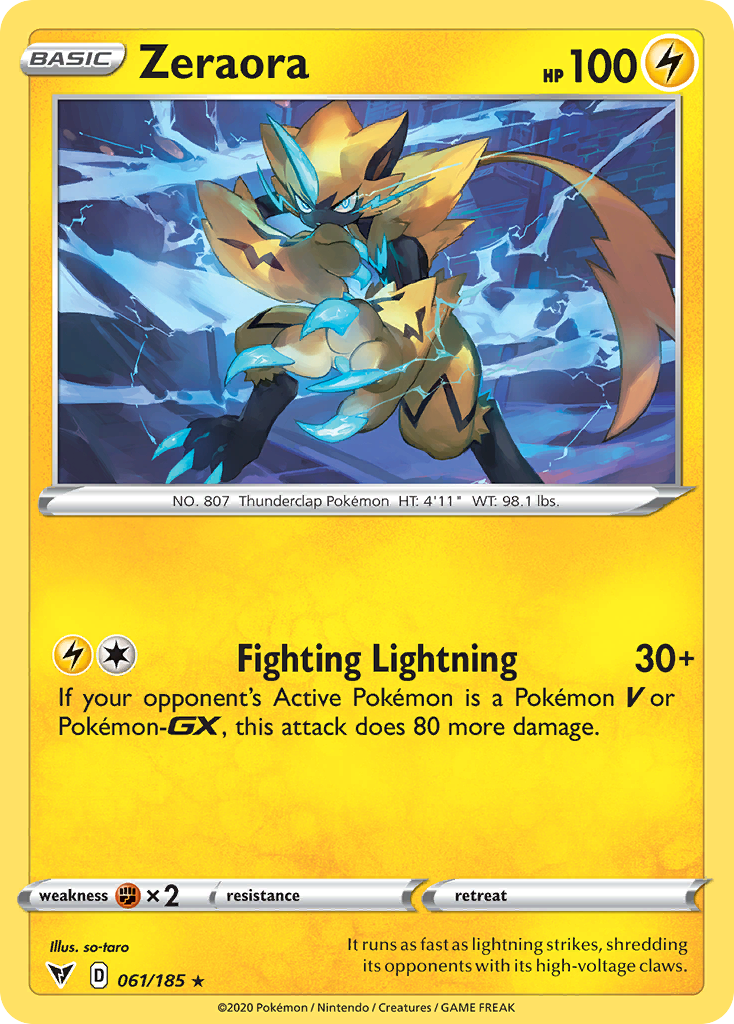 BASIC Zeraora HP 100
NO. 807 Thunderclap Pokémon HT: 4'11" WT: 98.1 lbs.
Fighting Lightning 30+
If your opponent's Active Pokémon is a Pokémon V or
Pokémon-GX, this attack does 80 more damage.
weakness ×2 resistance retreat
Illus. so-taro
It runs as fast as lightning strikes, shredding
its opponents with its high-voltage claws.
D 061/185 ★
©2020 Pokémon / Nintendo / Creatures / GAME FREAK